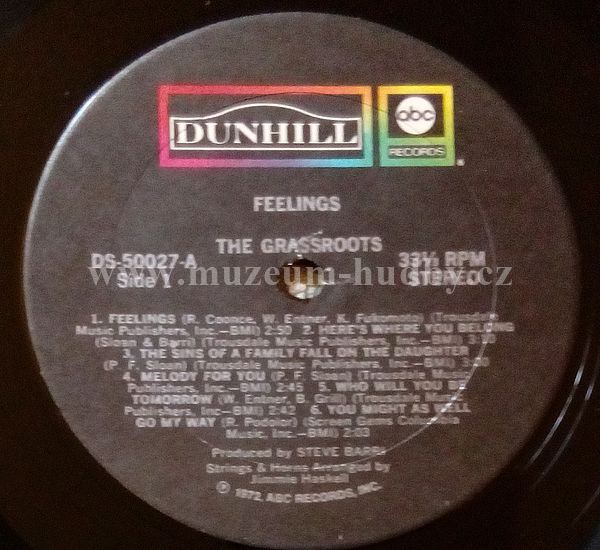 DUNHILL
abc
RECORDS
FEELINGS
THE GRASSROOTS
DS-50027-A
Side 1
33⅓ RPM
STEREO
www.muzeum-hudby.cz
1. FEELINGS (R. Coonce, W. Entner, K. Fukomoto) (Trousdale
Music Publishers, Inc.—BMI) 2:50 2. HERE'S WHERE YOU BELONG
(Sloan & Barri) (Trousdale Music Publishers, Inc.—BMI)
3. THE SINS OF A FAMILY FALL ON THE DAUGHTER
(P. F. Sloan) (Trousdale Music Publishers, Inc.—BMI)
4. MELODY FOR YOU (P. F. Sloan) (Trousdale Music
Publishers, Inc.—BMI) 2:45 5. WHO WILL YOU BE
TOMORROW (W. Entner, B. Grill) (Trousdale Music
Publishers, Inc.—BMI) 2:42 6. YOU MIGHT AS WELL
GO MY WAY (R. Podolor) (Screen Gems Columbia
Music, Inc.—BMI) 2:03
Produced by STEVE BARRI
Strings & Horns Arranged by
Jimmie Haskell
℗ 1972, ABC RECORDS, INC.